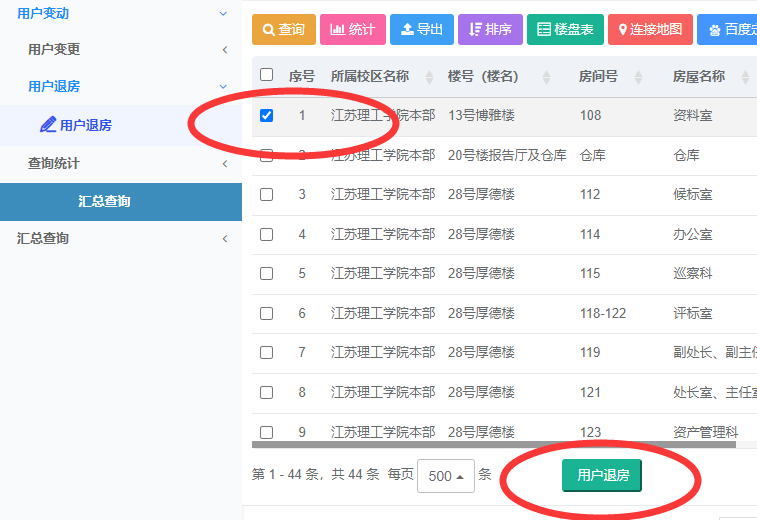 用户变动
用户变更
用户退房
用户退房
查询统计
汇总查询
汇总查询
查询 统计 导出 排序 楼盘表 连接地图 百度定
序号 所属校区名称 楼号（楼名） 房间号 房屋名称
1 江苏理工学院本部 13号博雅楼 108 资料室
2 江苏理工学院本部 20号楼报告厅及仓库 仓库 仓库
3 江苏理工学院本部 28号厚德楼 112 候标室
4 江苏理工学院本部 28号厚德楼 114 办公室
5 江苏理工学院本部 28号厚德楼 115 巡察科
6 江苏理工学院本部 28号厚德楼 118-122 评标室
7 江苏理工学院本部 28号厚德楼 119 副处长、副主任
8 江苏理工学院本部 28号厚德楼 121 处长室、主任室
9 江苏理工学院本部 28号厚德楼 123 资产管理科
第 1 - 44 条，共 44 条 每页 500 条 用户退房